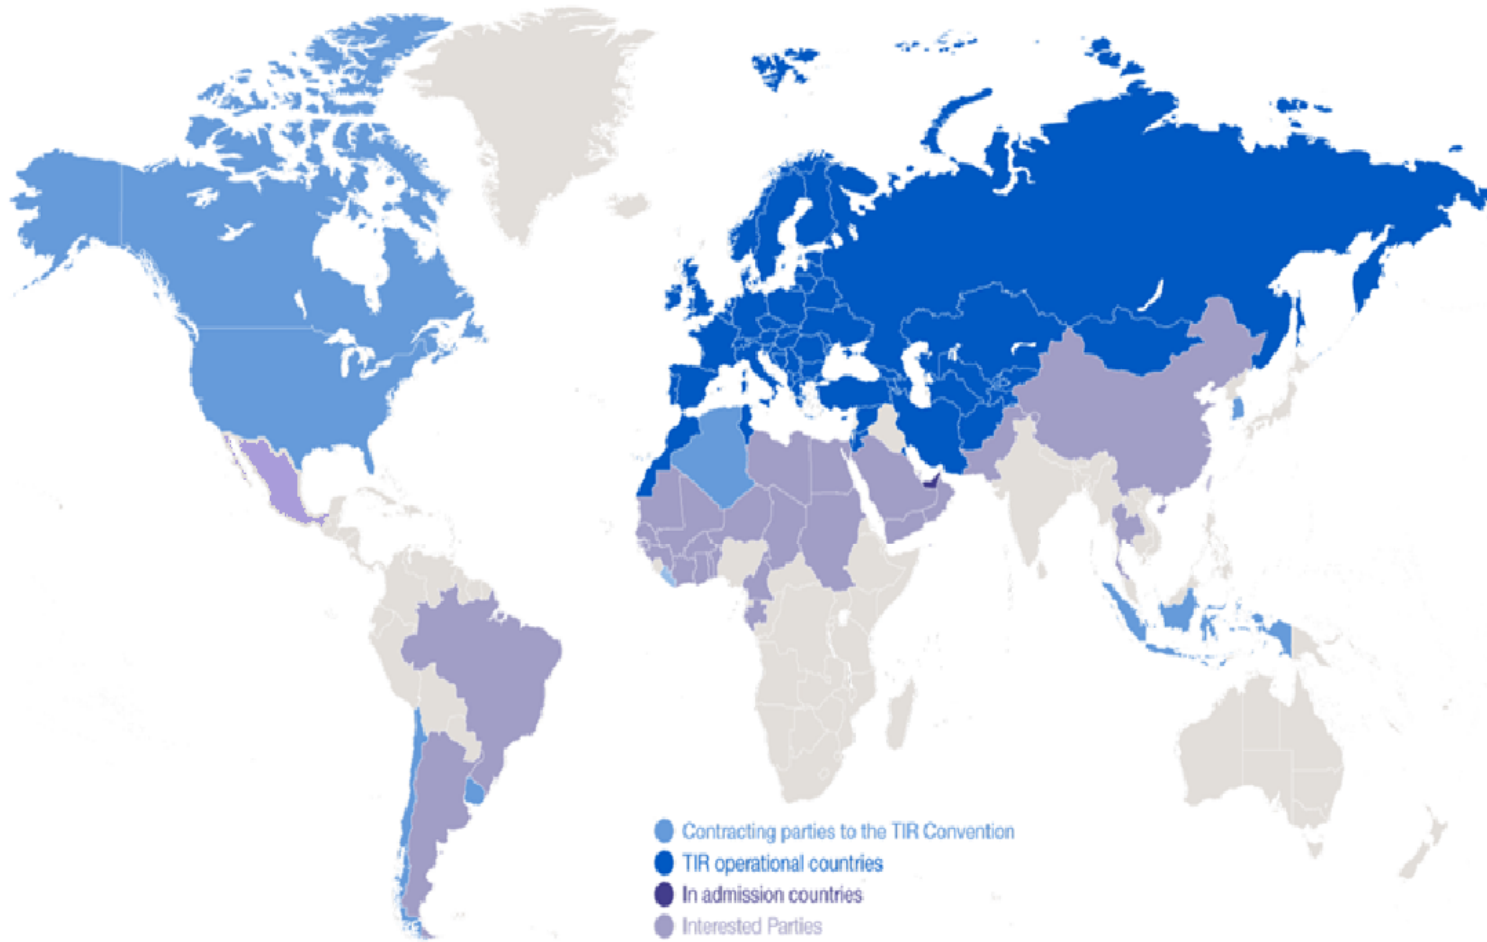 Contracting parties to the TIR Convention
TIR operational countries
In admission countries
Interested Parties